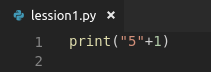 lession1.py ×
1 print("5"+1)
2